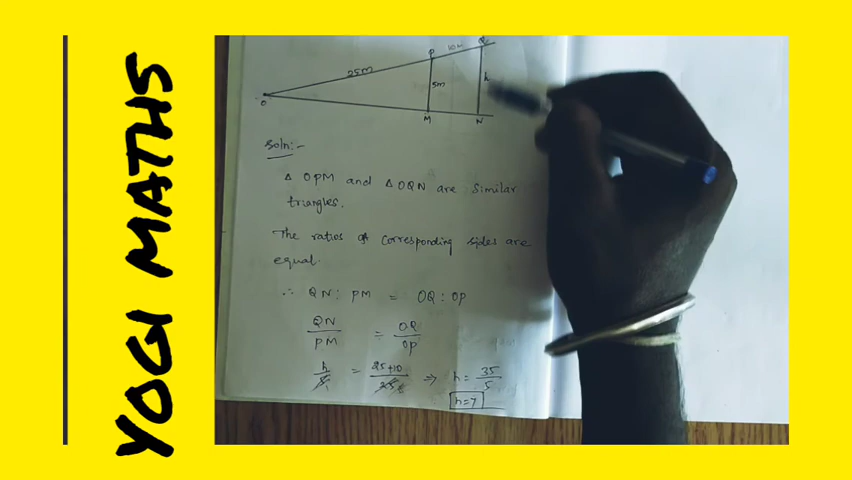 YOGI MATHS
P
10m
Q
25m
5m
h
O
M
N
Soln:-
△ OPM and △ OQN are similar
triangles.
The ratios of corresponding sides are
equal.
∴ QN : PM = OQ : OP
QN/PM = OQ/OP
h/5 = 25+10/25 ⇒ h = 35/5
h=7